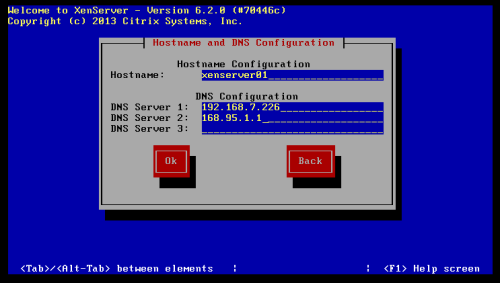 Welcome to XenServer - Version 6.2.0 (#70446c)
Copyright (c) 2013 Citrix Systems, Inc.
Hostname and DNS Configuration
Hostname Configuration
Hostname: xenserver01
DNS Configuration
DNS Server 1: 192.168.7.226
DNS Server 2: 168.95.1.1
DNS Server 3:
Ok Back
<Tab>/<Alt-Tab> between elements | | <F1> Help screen